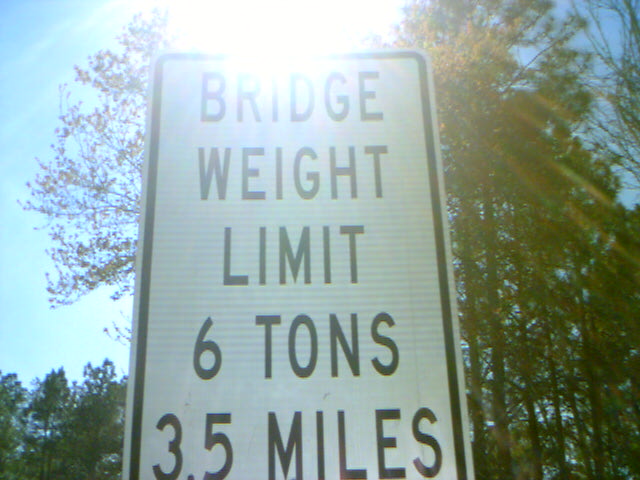 BRIDGE
WEIGHT
LIMIT
6 TONS
3.5 MILES